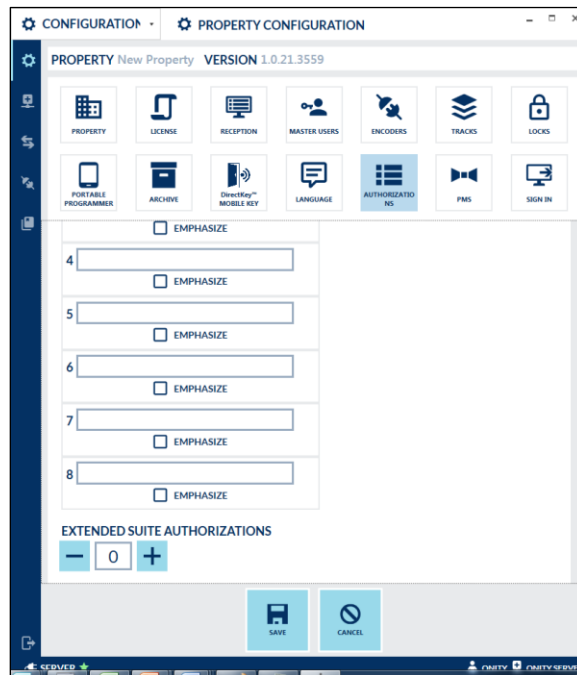 CONFIGURATION PROPERTY CONFIGURATION
PROPERTY New Property VERSION 1.0.21.3559
PROPERTY LICENSE RECEPTION MASTER USERS ENCODERS TRACKS LOCKS
PORTABLE PROGRAMMER ARCHIVE DirectKey™ MOBILE KEY LANGUAGE AUTHORIZATIO NS PMS SIGN IN
EMPHASIZE
4
EMPHASIZE
5
EMPHASIZE
6
EMPHASIZE
7
EMPHASIZE
8
EMPHASIZE
EXTENDED SUITE AUTHORIZATIONS
0
SAVE CANCEL
SERVER ONITY ONITY SERVE